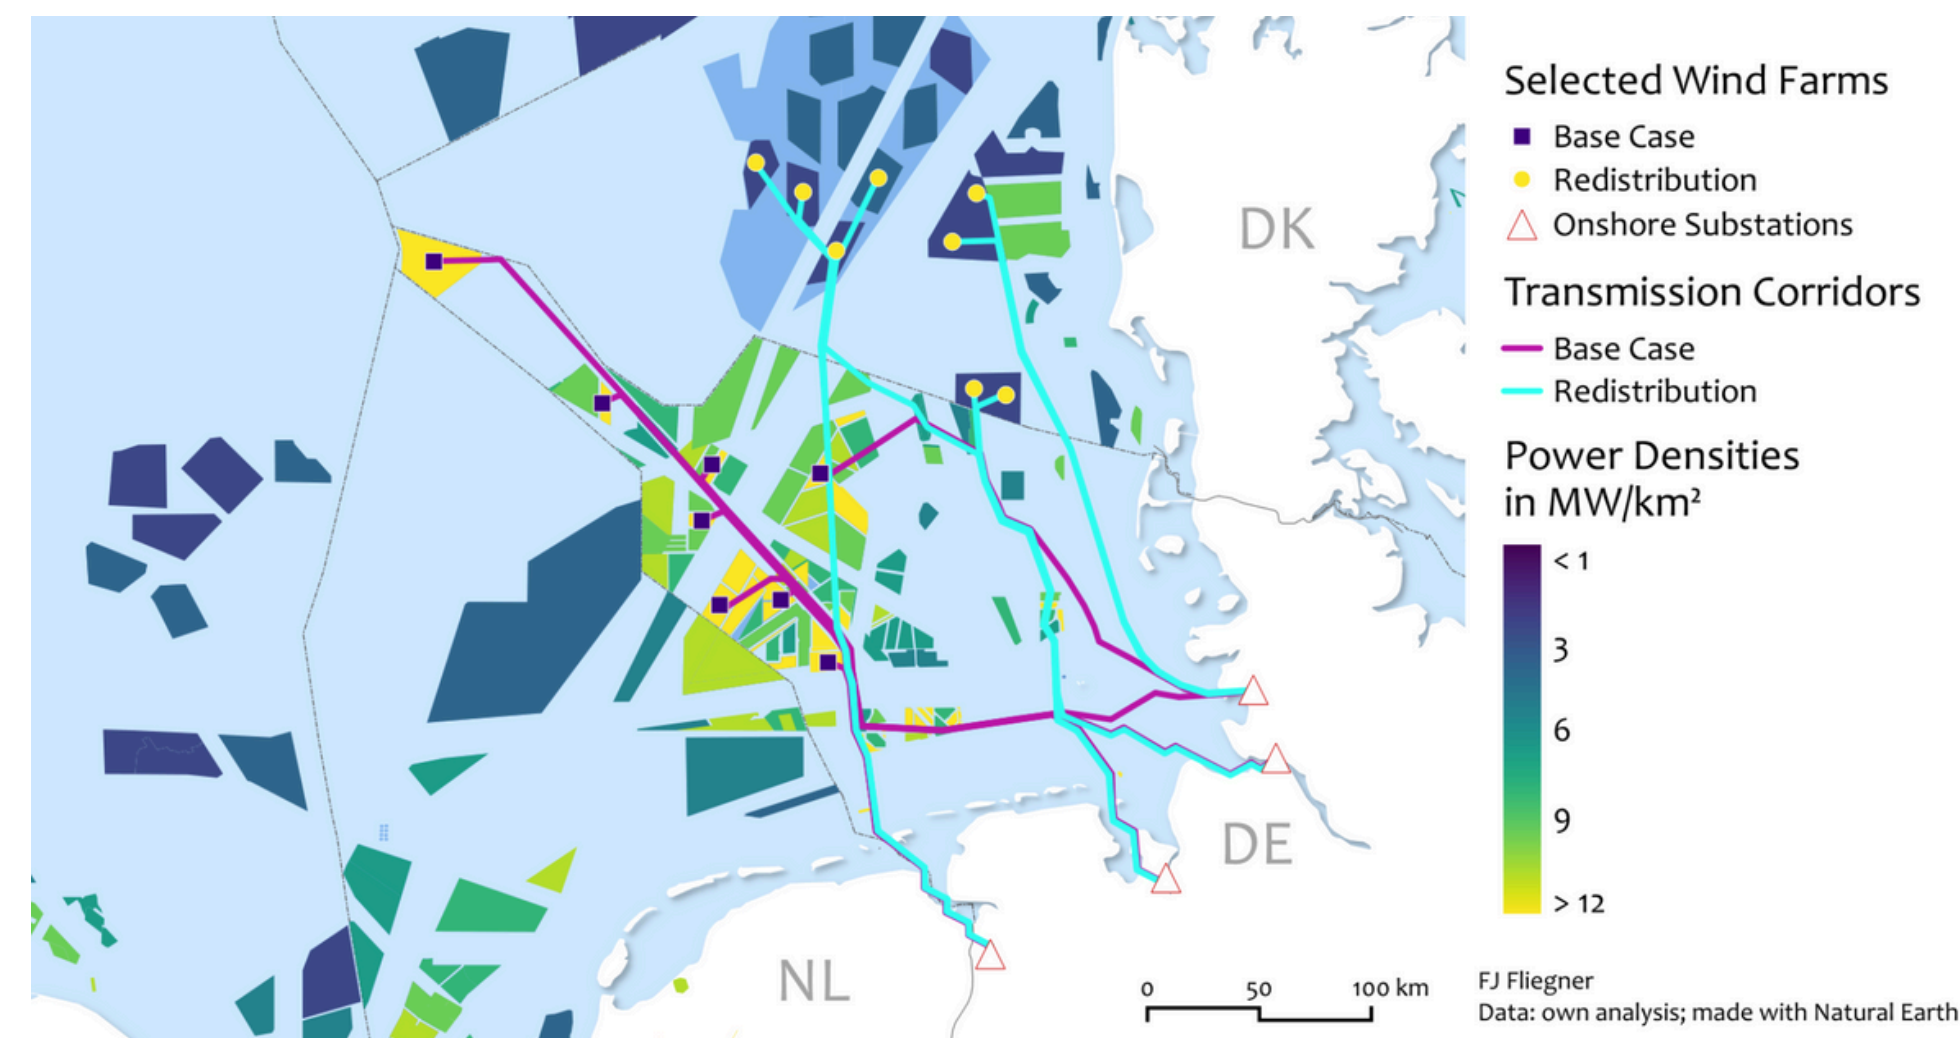 Selected Wind Farms
Base Case
Redistribution
Onshore Substations
Transmission Corridors
Base Case
Redistribution
Power Densities
in MW/km²
< 1
3
6
9
> 12
DK
DE
NL
0 50 100 km
FJ Fliegner
Data: own analysis; made with Natural Earth